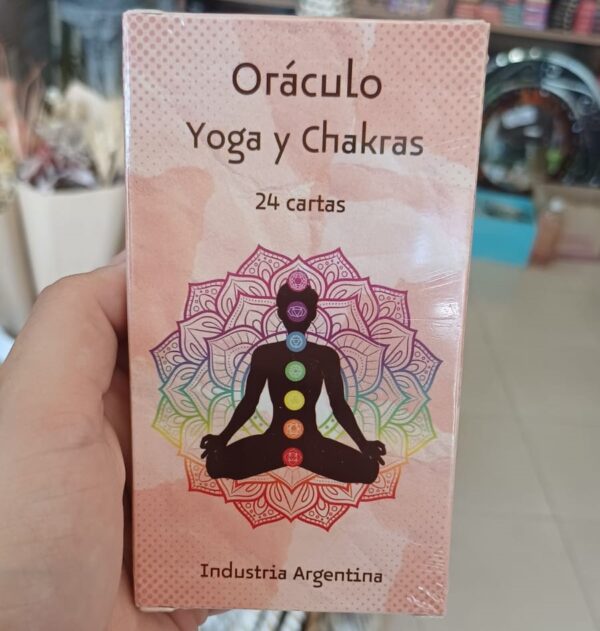 Oráculo
Yoga y Chakras
24 cartas
Industria Argentina